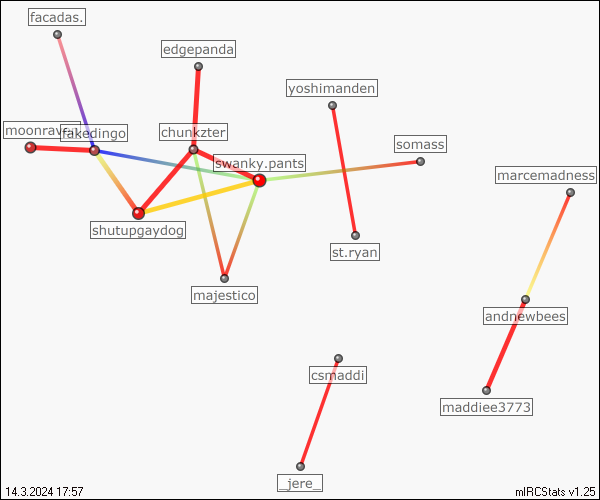 facadas.
edgepanda
yoshimanden
moonrav
fakedingo
chunkzter
somass
swanky.pants
marcemadness
shutupgaydog
st.ryan
majestico
andnewbees
csmaddi
maddiee3773
_jere_
14.3.2024 17:57
mIRCStats v1.25